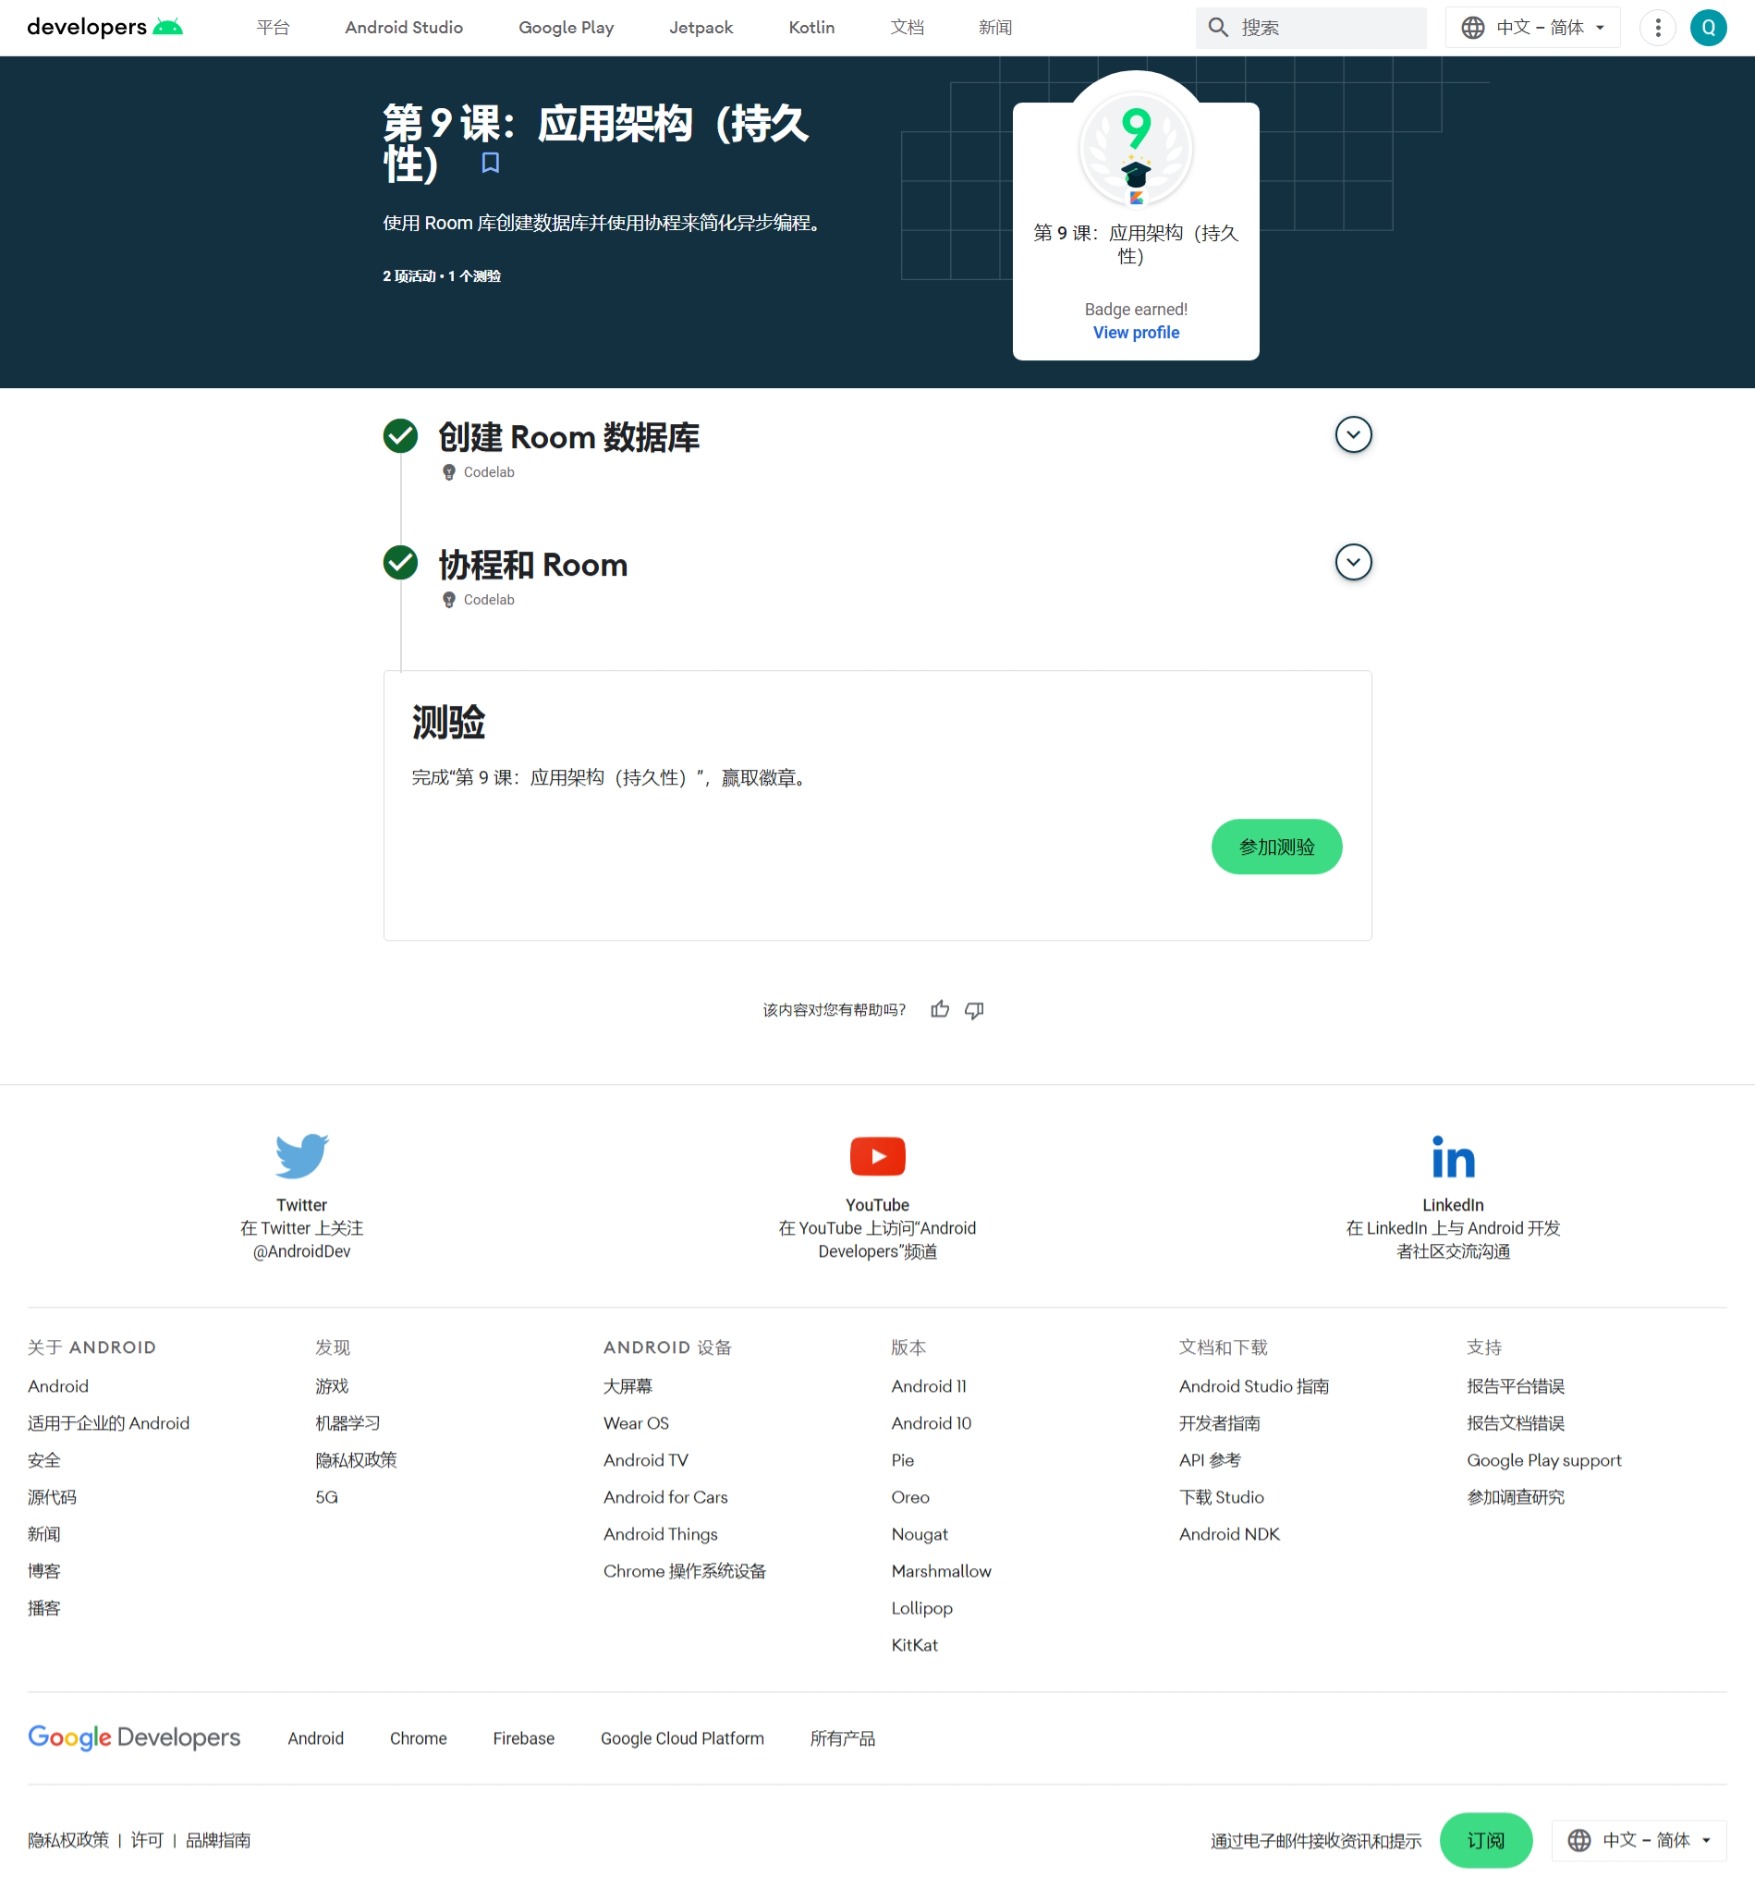 developers
平台
Android Studio
Google Play
Jetpack
Kotlin
文档
新闻
搜索
中文 – 简体
Q
第 9 课：应用架构（持久
性）
使用 Room 库创建数据库并使用协程来简化异步编程。
2 项活动 • 1 个测验
9
第 9 课：应用架构（持久
性）
Badge earned!
View profile
创建 Room 数据库
Codelab
协程和 Room
Codelab
测验
完成“第 9 课：应用架构（持久性）”，赢取徽章。
参加测验
该内容对您有帮助吗？
Twitter
在 Twitter 上关注
@AndroidDev
YouTube
在 YouTube 上访问“Android
Developers”频道
LinkedIn
在 LinkedIn 上与 Android 开发
者社区交流沟通
关于 ANDROID
Android
适用于企业的 Android
安全
源代码
新闻
博客
播客
发现
游戏
机器学习
隐私权政策
5G
ANDROID 设备
大屏幕
Wear OS
Android TV
Android for Cars
Android Things
Chrome 操作系统设备
版本
Android 11
Android 10
Pie
Oreo
Nougat
Marshmallow
Lollipop
KitKat
文档和下载
Android Studio 指南
开发者指南
API 参考
下载 Studio
Android NDK
支持
报告平台错误
报告文档错误
Google Play support
参加调查研究
Google Developers
Android
Chrome
Firebase
Google Cloud Platform
所有产品
隐私权政策 | 许可 | 品牌指南
通过电子邮件接收资讯和提示
订阅
中文 – 简体